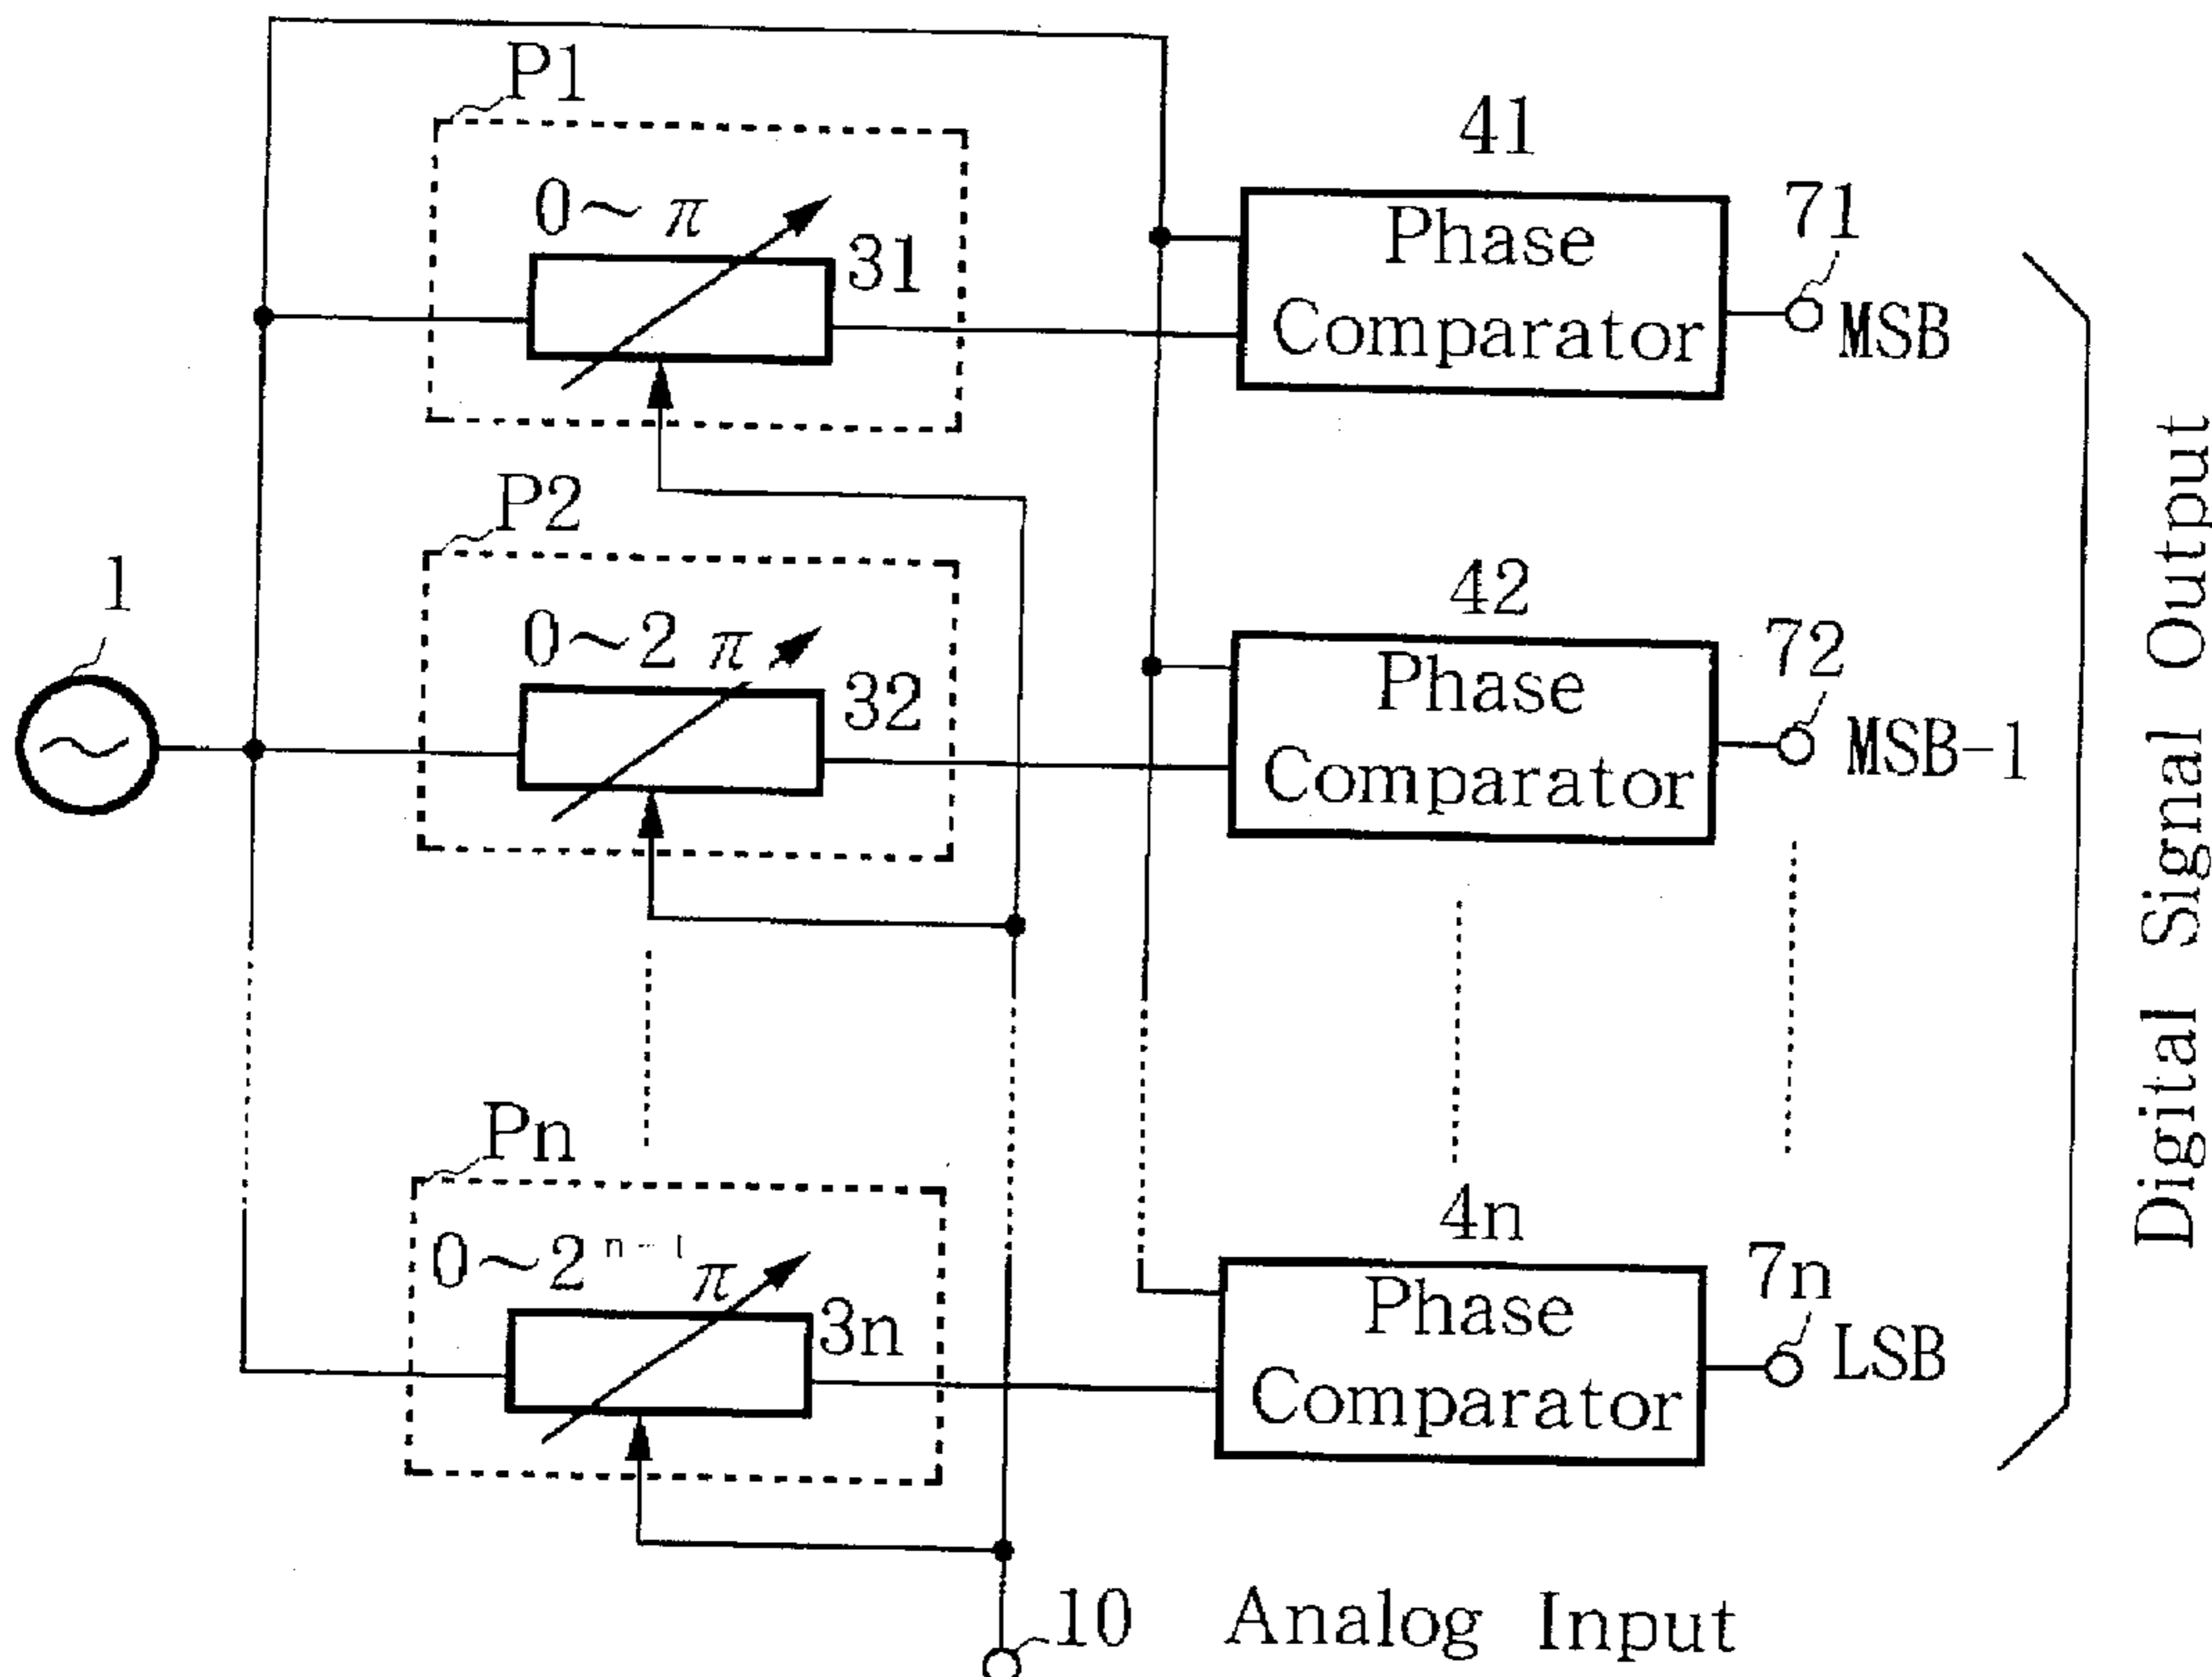 P1
0～π
31
41
Phase
Comparator
71
MSB
P2
1
0～2π
32
42
Phase
Comparator
72
MSB-1
Pn
0～2ⁿ⁻¹π
3n
4n
Phase
Comparator
7n
LSB
10 Analog Input
Digital Signal Output